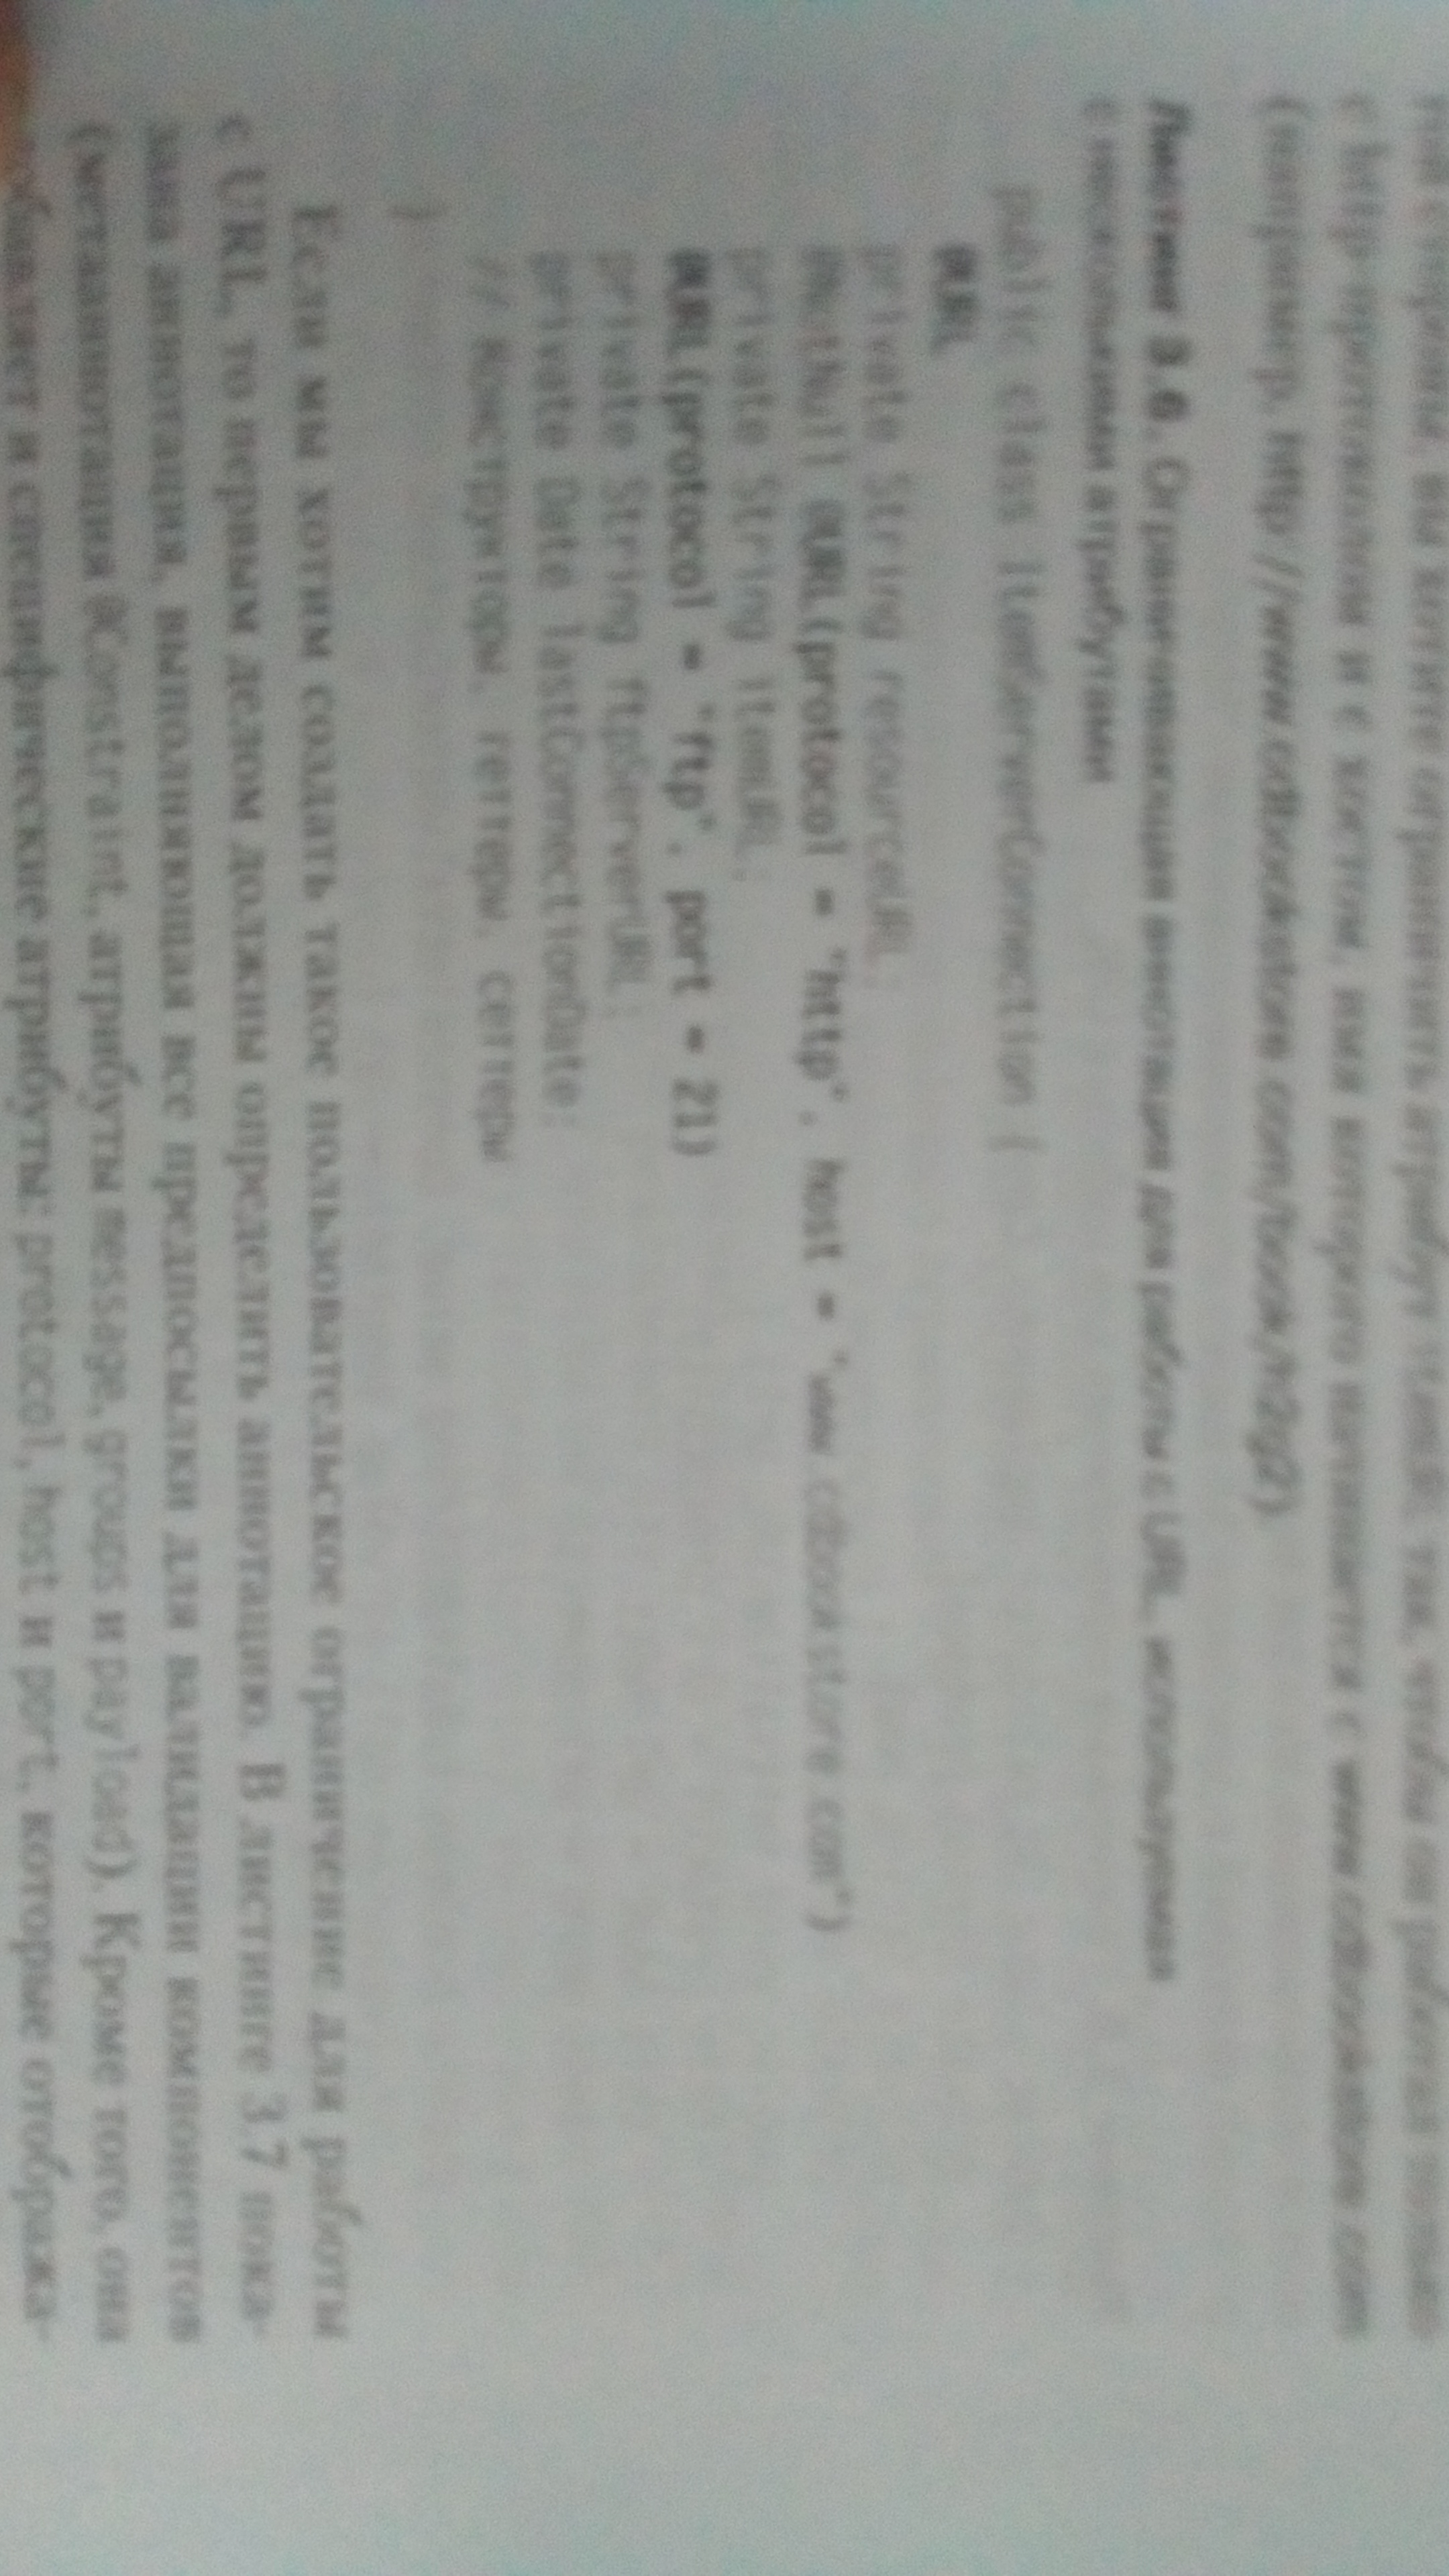 той стороны, вы хотите ограничить атрибут itemURL так, чтобы он работал только
с http-протоколом и с хостом, имя которого начинается с www.cdbookstore.com
(например, http://www.cdbookstore.com/book/h2g2).
Листинг 3.6. Ограничивающая аннотация для работы с URL, используемая
с несколькими атрибутами
public class ItemServerConnection {
@URL
private String resourceURL;
@NotNull @URL(protocol = "http", host = "www.cdbookstore.com")
private String itemURL;
@URL(protocol = "ftp", port = 21)
private String ftpServerURL;
private Date lastConnectionDate;
// Конструкторы, геттеры, сеттеры
}
Если мы хотим создать такое пользовательское ограничение для работы
с URL, то первым делом должны определить аннотацию. В листинге 3.7 пока-
зана аннотация, выполняющая все предпосылки для валидации компонентов
(метааннотация @Constraint, атрибуты message, groups и payload). Кроме того, она
добавляет и специфические атрибуты: protocol, host и port, которые отобража-